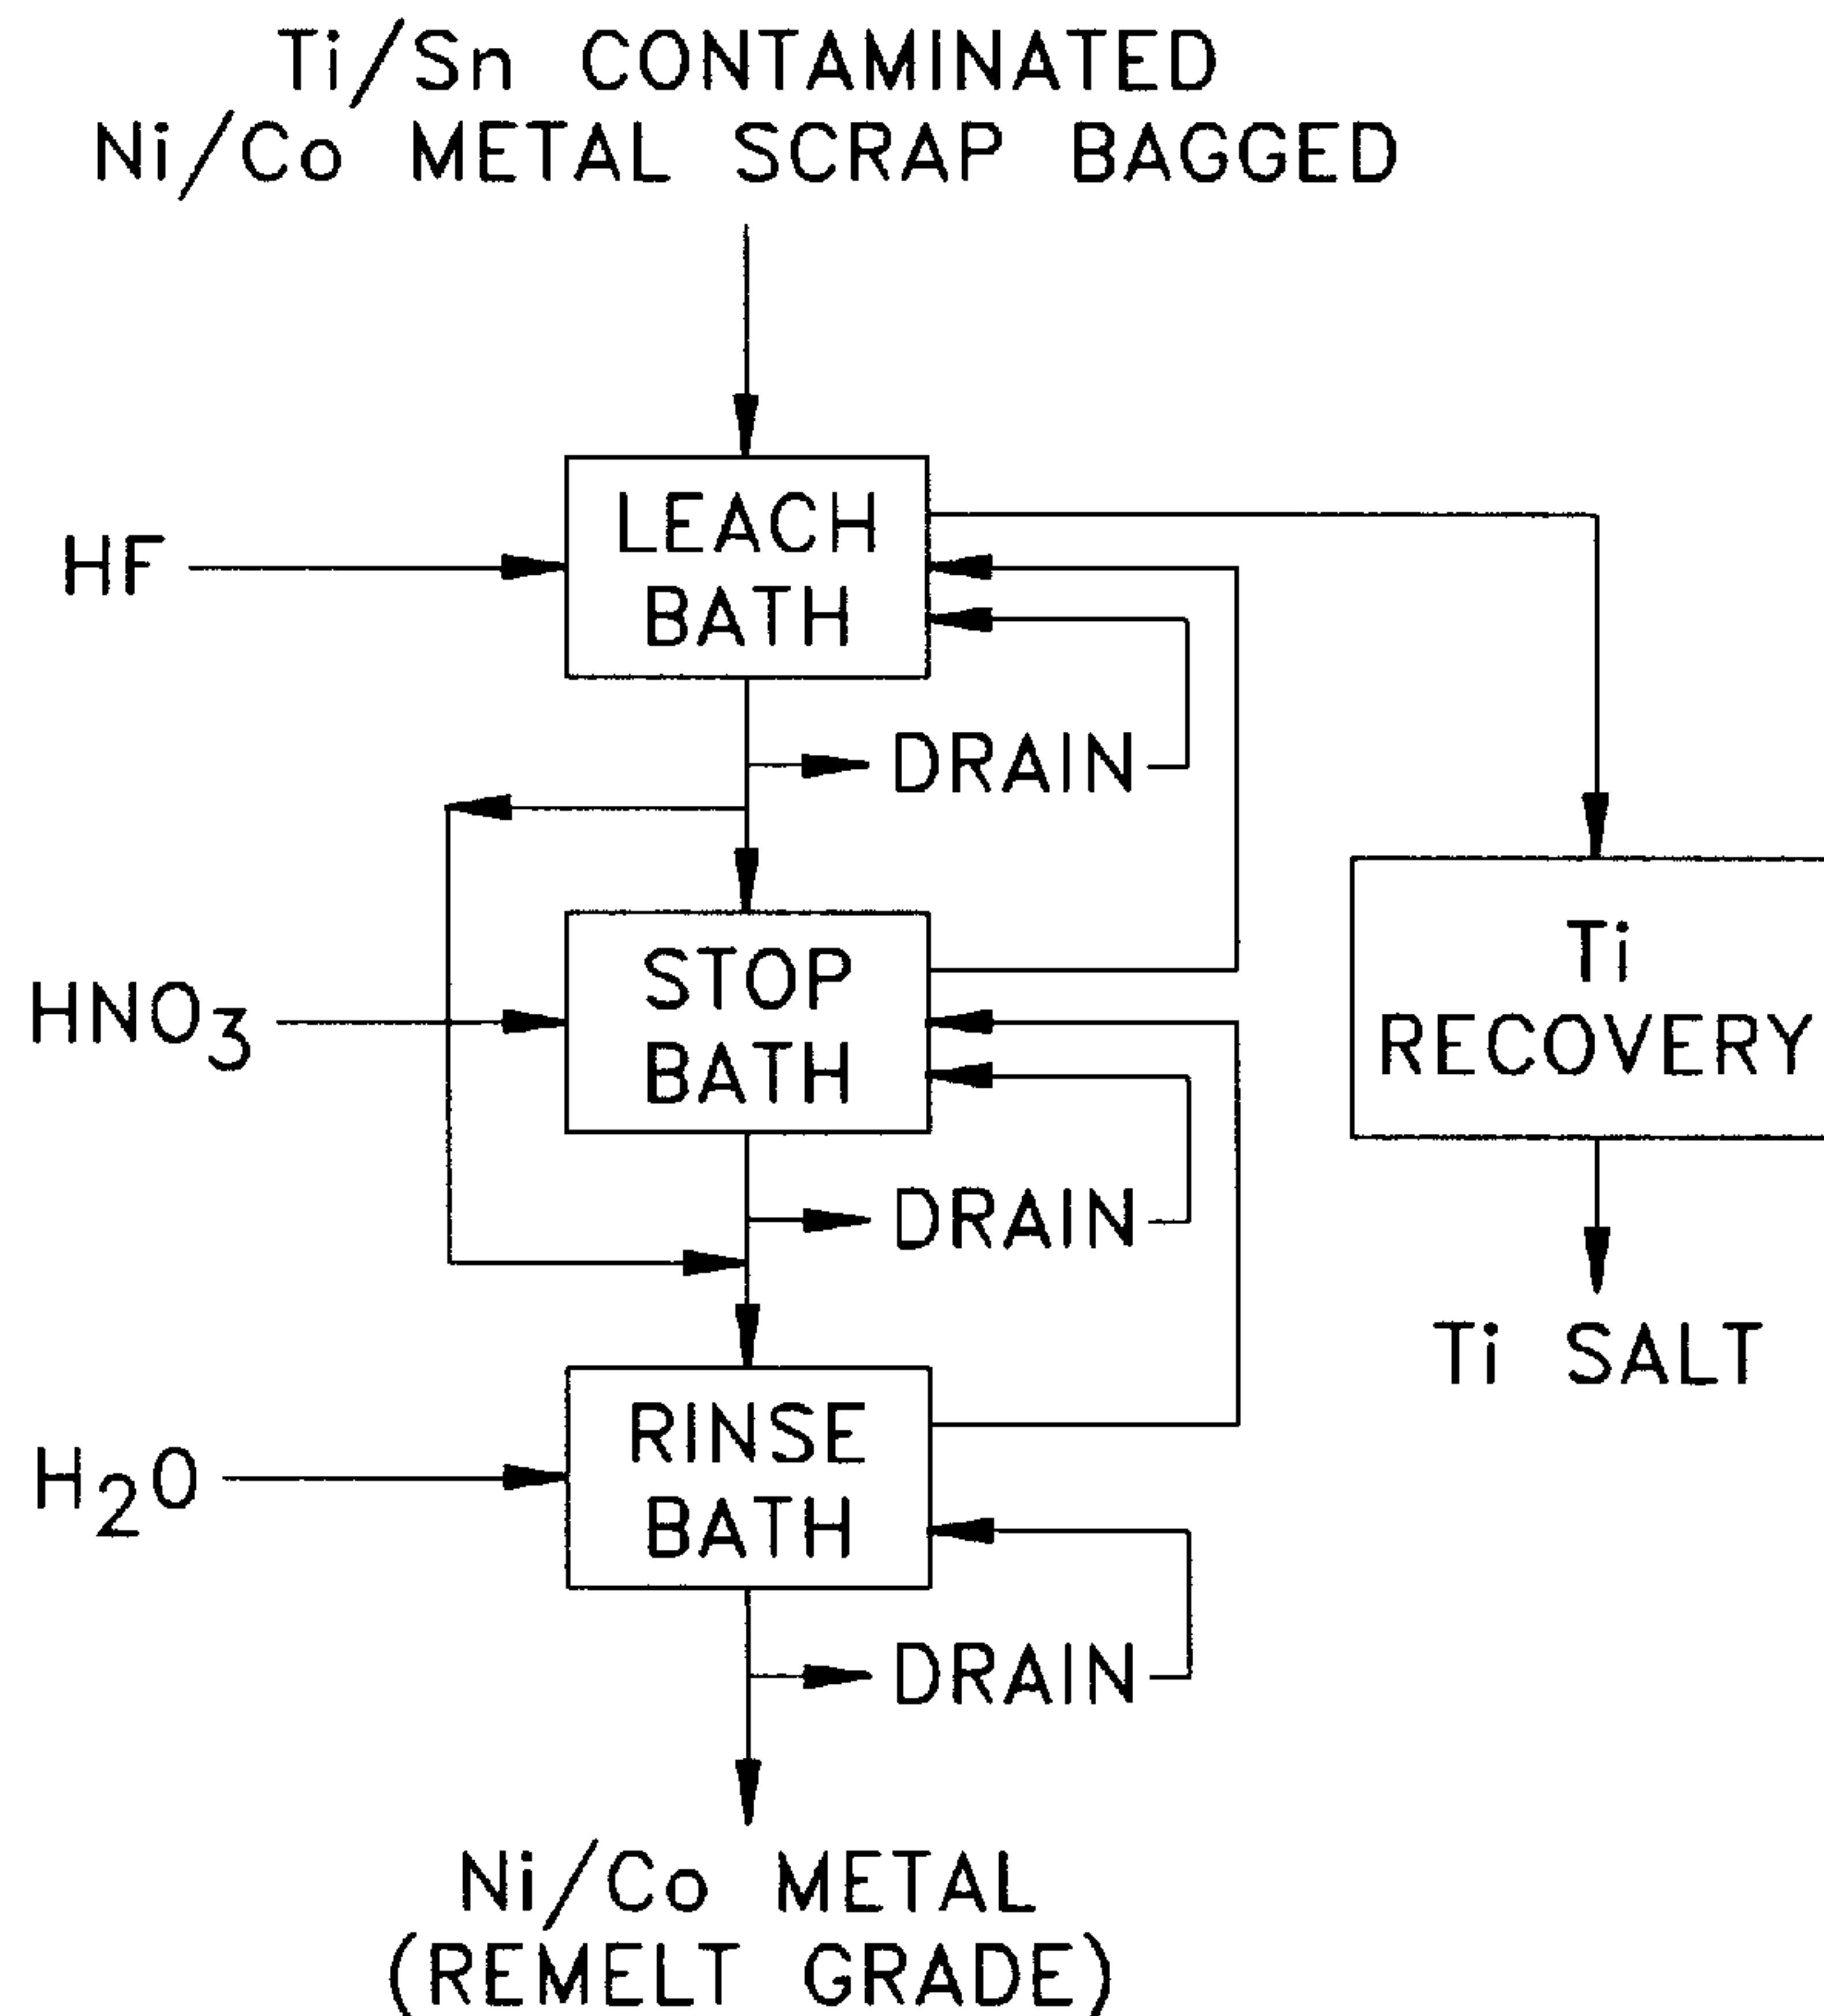 Ti/Sn CONTAMINATED
Ni/Co METAL SCRAP BAGGED
LEACH
BATH
HF
DRAIN
STOP
BATH
HNO3
Ti
RECOVERY
DRAIN
Ti SALT
RINSE
BATH
H2O
DRAIN
Ni/Co METAL
(REMELT GRADE)